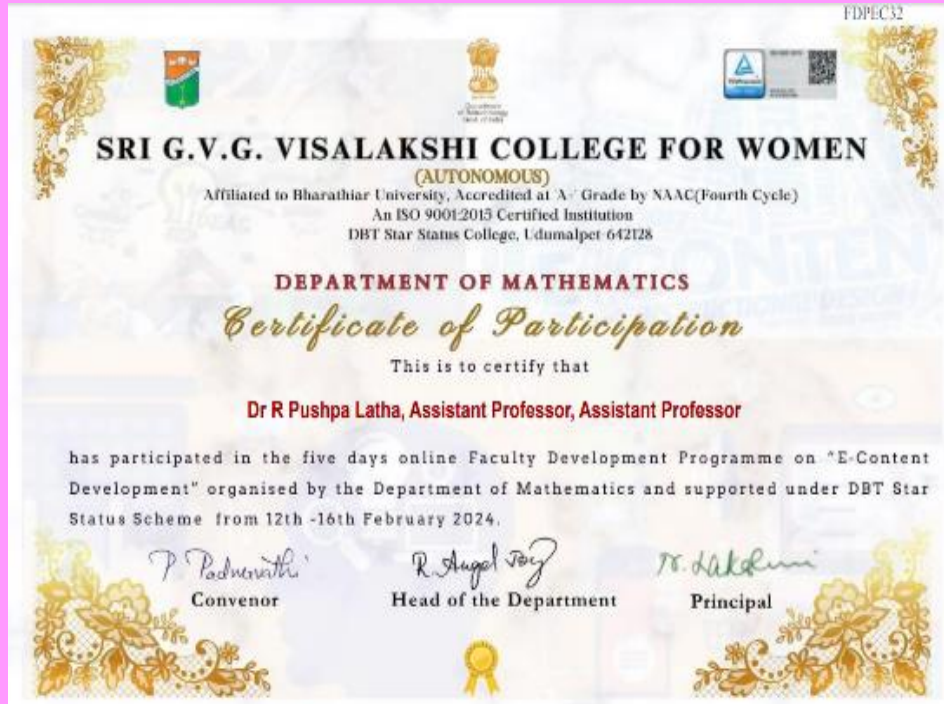 FDPEC32
SRI G.V.G. VISALAKSHI COLLEGE FOR WOMEN
(AUTONOMOUS)
Affiliated to Bharathiar University, Accredited at 'A+' Grade by NAAC(Fourth Cycle)
An ISO 9001:2015 Certified Institution
DBT Star Status College, Udumalpet-642128
DEPARTMENT OF MATHEMATICS
Certificate of Participation
This is to certify that
Dr R Pushpa Latha, Assistant Professor, Assistant Professor
has participated in the five days online Faculty Development Programme on "E-Content
Development" organised by the Department of Mathematics and supported under DBT Star
Status Scheme from 12th -16th February 2024.
P. Padmavathi R. Angel Joy N. Lakshmi
Convenor Head of the Department Principal